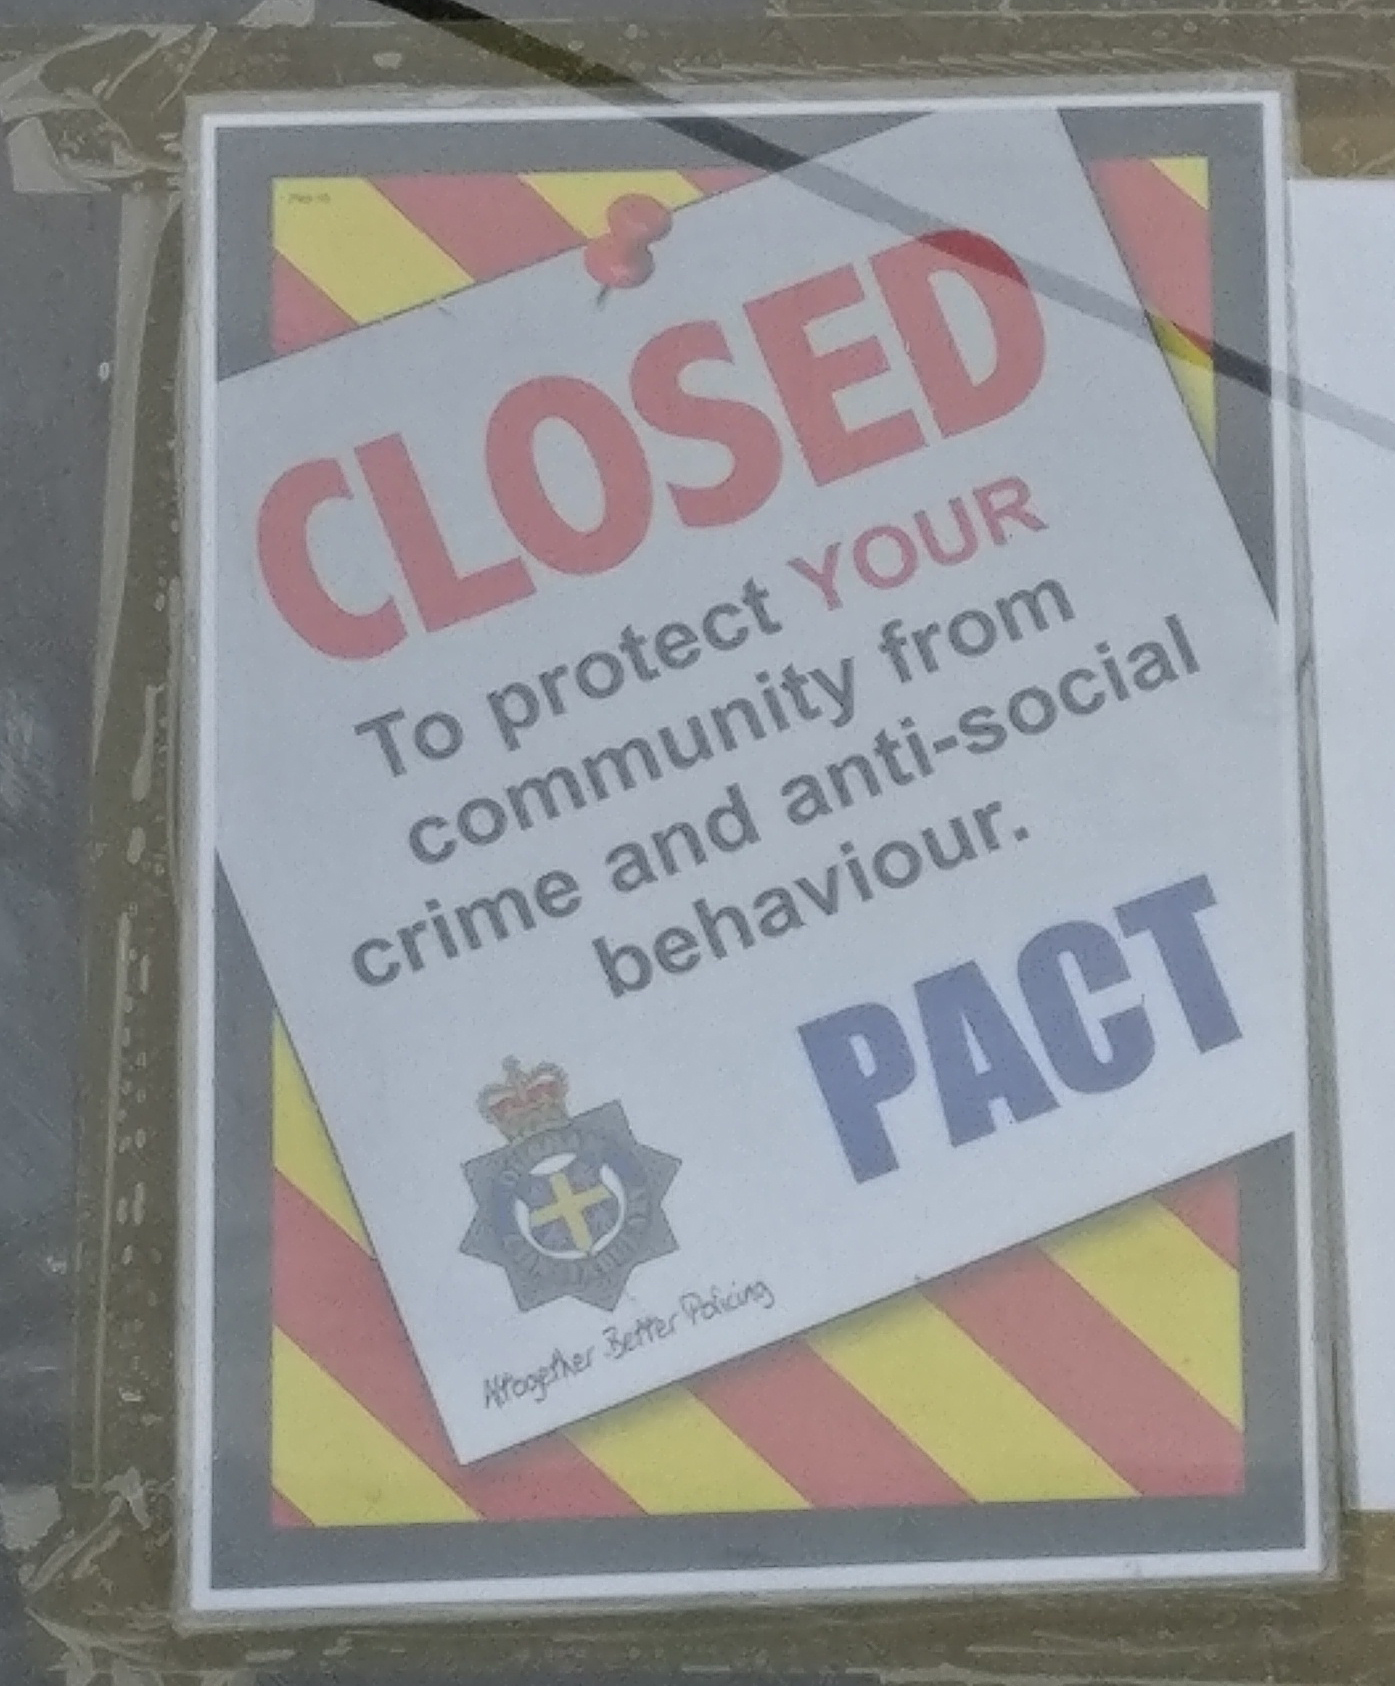 CLOSED
To protect YOUR
community from
crime and anti-social
behaviour.
PACT
Altogether Better Policing